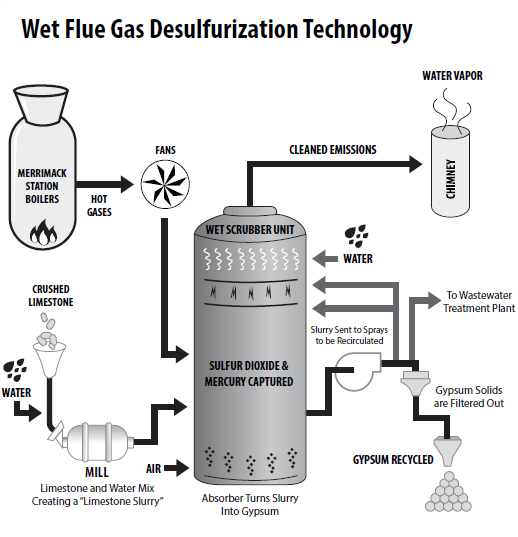 Wet Flue Gas Desulfurization Technology
WATER VAPOR
CHIMNEY
CLEANED EMISSIONS
FANS
MERRIMACK
STATION
BOILERS
HOT
GASES
WET SCRUBBER UNIT
WATER
CRUSHED
LIMESTONE
To Wastewater
Treatment Plant
Slurry Sent to Sprays
to be Recirculated
SULFUR DIOXIDE &
MERCURY CAPTURED
WATER
Gypsum Solids
are Filtered Out
MILL
AIR
GYPSUM RECYCLED
Limestone and Water Mix
Creating a “Limestone Slurry”
Absorber Turns Slurry
Into Gypsum